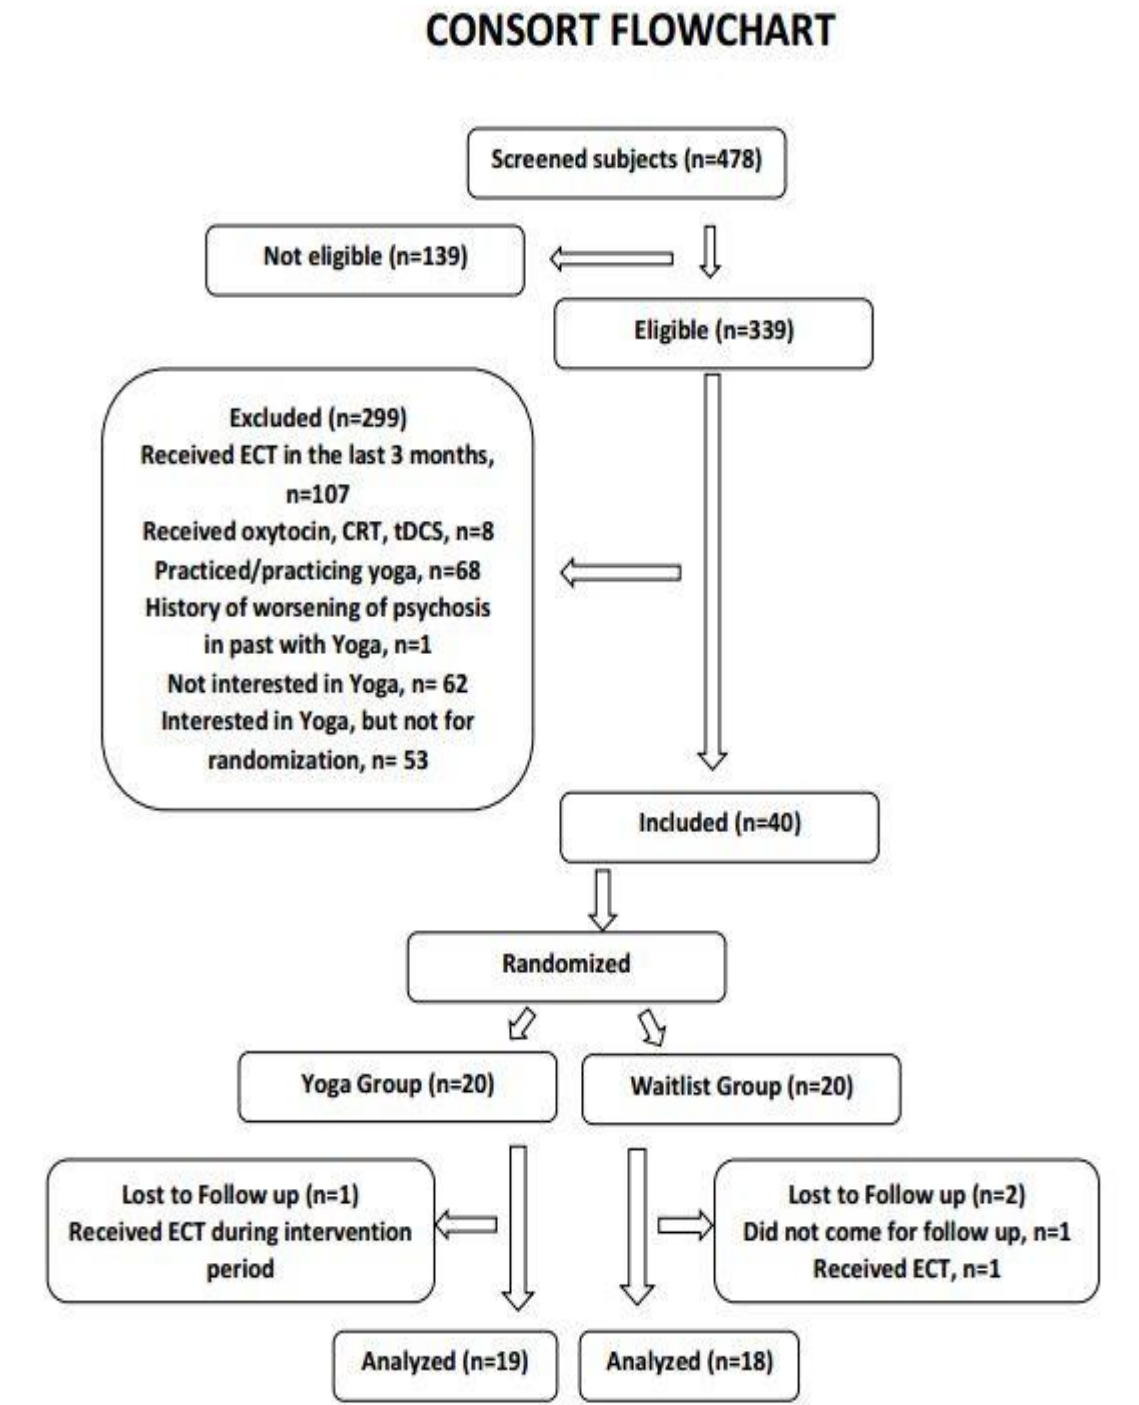 CONSORT FLOWCHART
Screened subjects (n=478)
Not eligible (n=139)
Eligible (n=339)
Excluded (n=299)
Received ECT in the last 3 months,
n=107
Received oxytocin, CRT, tDCS, n=8
Practiced/practicing yoga, n=68
History of worsening of psychosis
in past with Yoga, n=1
Not interested in Yoga, n= 62
Interested in Yoga, but not for
randomization, n= 53
Included (n=40)
Randomized
Yoga Group (n=20)
Waitlist Group (n=20)
Lost to Follow up (n=1)
Received ECT during intervention
period
Lost to Follow up (n=2)
Did not come for follow up, n=1
Received ECT, n=1
Analyzed (n=19)
Analyzed (n=18)